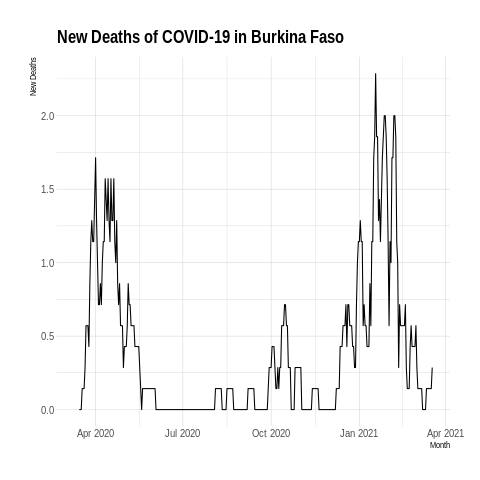 New Deaths of COVID-19 in Burkina Faso
New Deaths
2.0
1.5
1.0
0.5
0.0
Apr 2020 Jul 2020 Oct 2020 Jan 2021 Apr 2021
Month